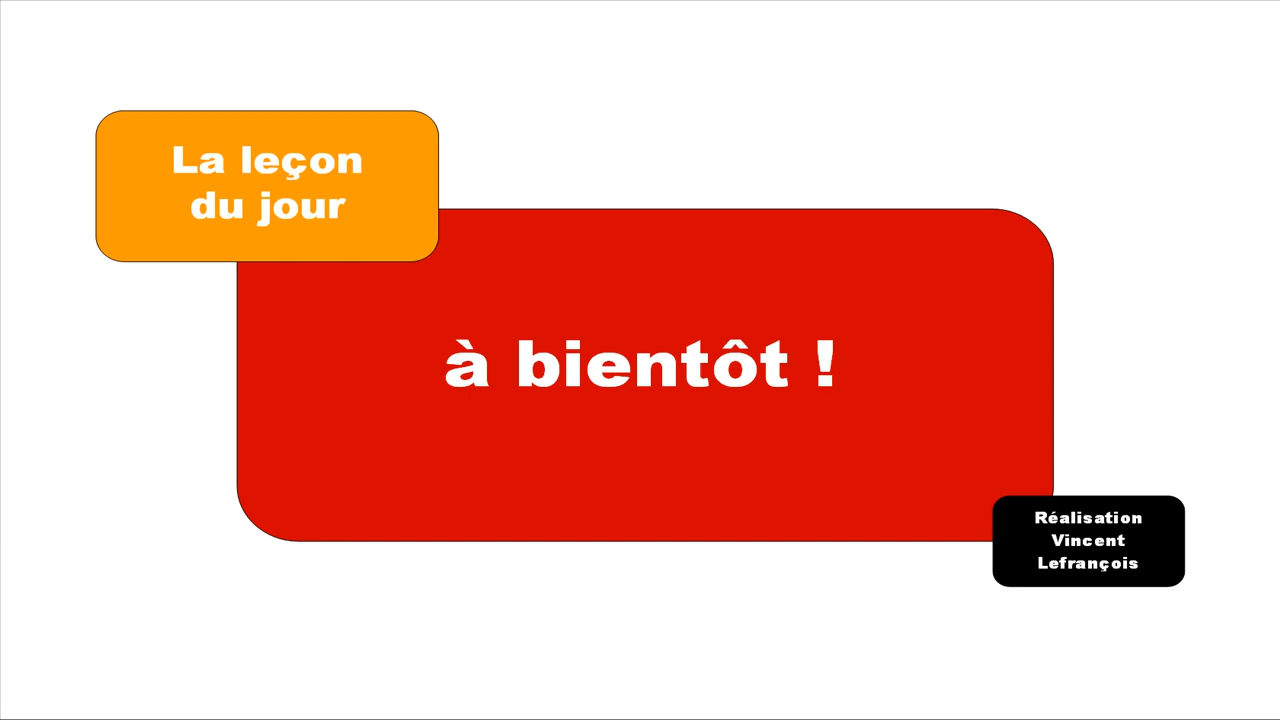 La leçon
du jour
à bientôt !
Réalisation
Vincent
Lefrançois